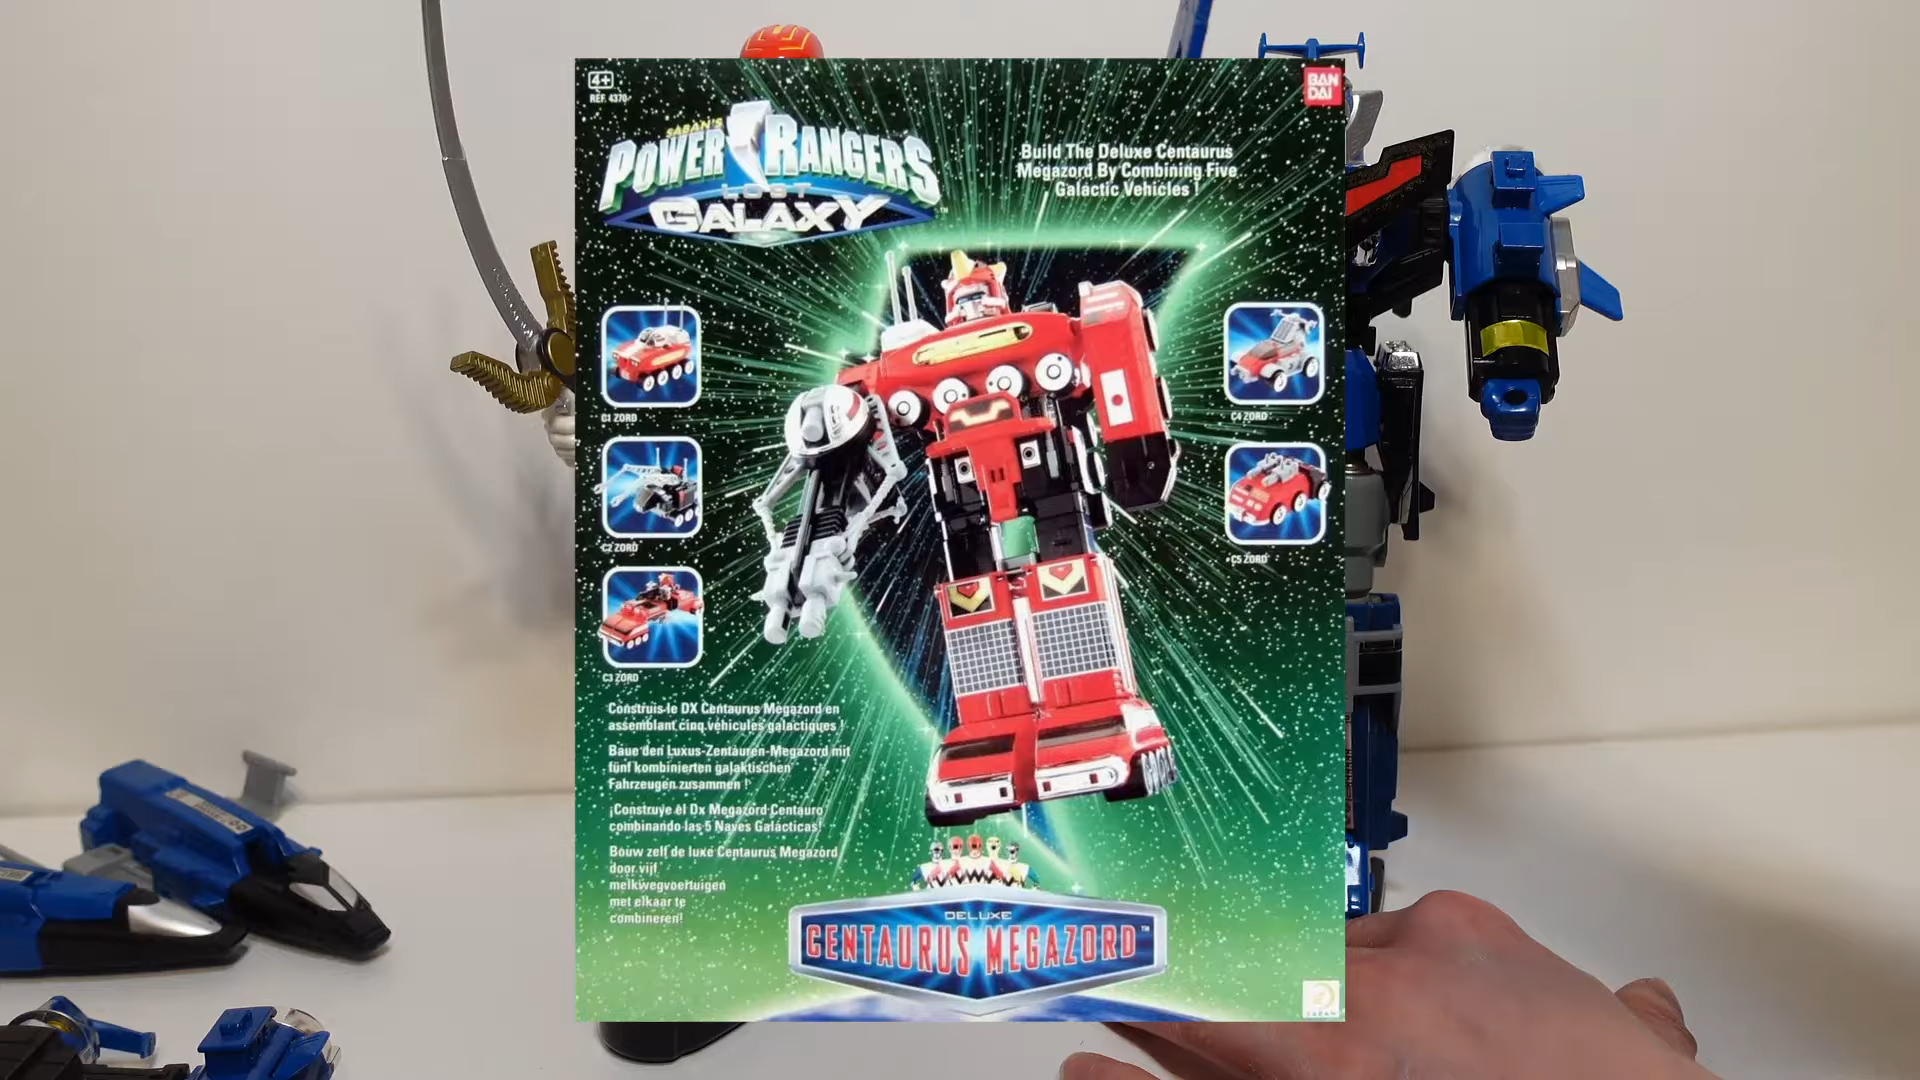 4+
REF. 4370
BAN
DAI
SABAN'S
POWER RANGERS
LOST
GALAXY
Build The Deluxe Centaurus
Megazord By Combining Five
Galactic Vehicles !
C1 ZORD
C2 ZORD
C3 ZORD
C4 ZORD
C5 ZORD
Construis-le DX Centaurus Megazord en
assemblant cinq véhicules galactiques !
Baue den Luxus-Zentauren-Megazord mit
fünf kombinierten galaktischen
Fahrzeugen zusammen !
¡Construye él Dx Megazord Centauro
combinando las 5 Naves Galácticas!
Bouw zelf de luxe Centaurus Megazord
door vijf
melkwegvoertuigen
met elkaar te
combineren!
DELUXE
CENTAURUS MEGAZORD™
SABAN